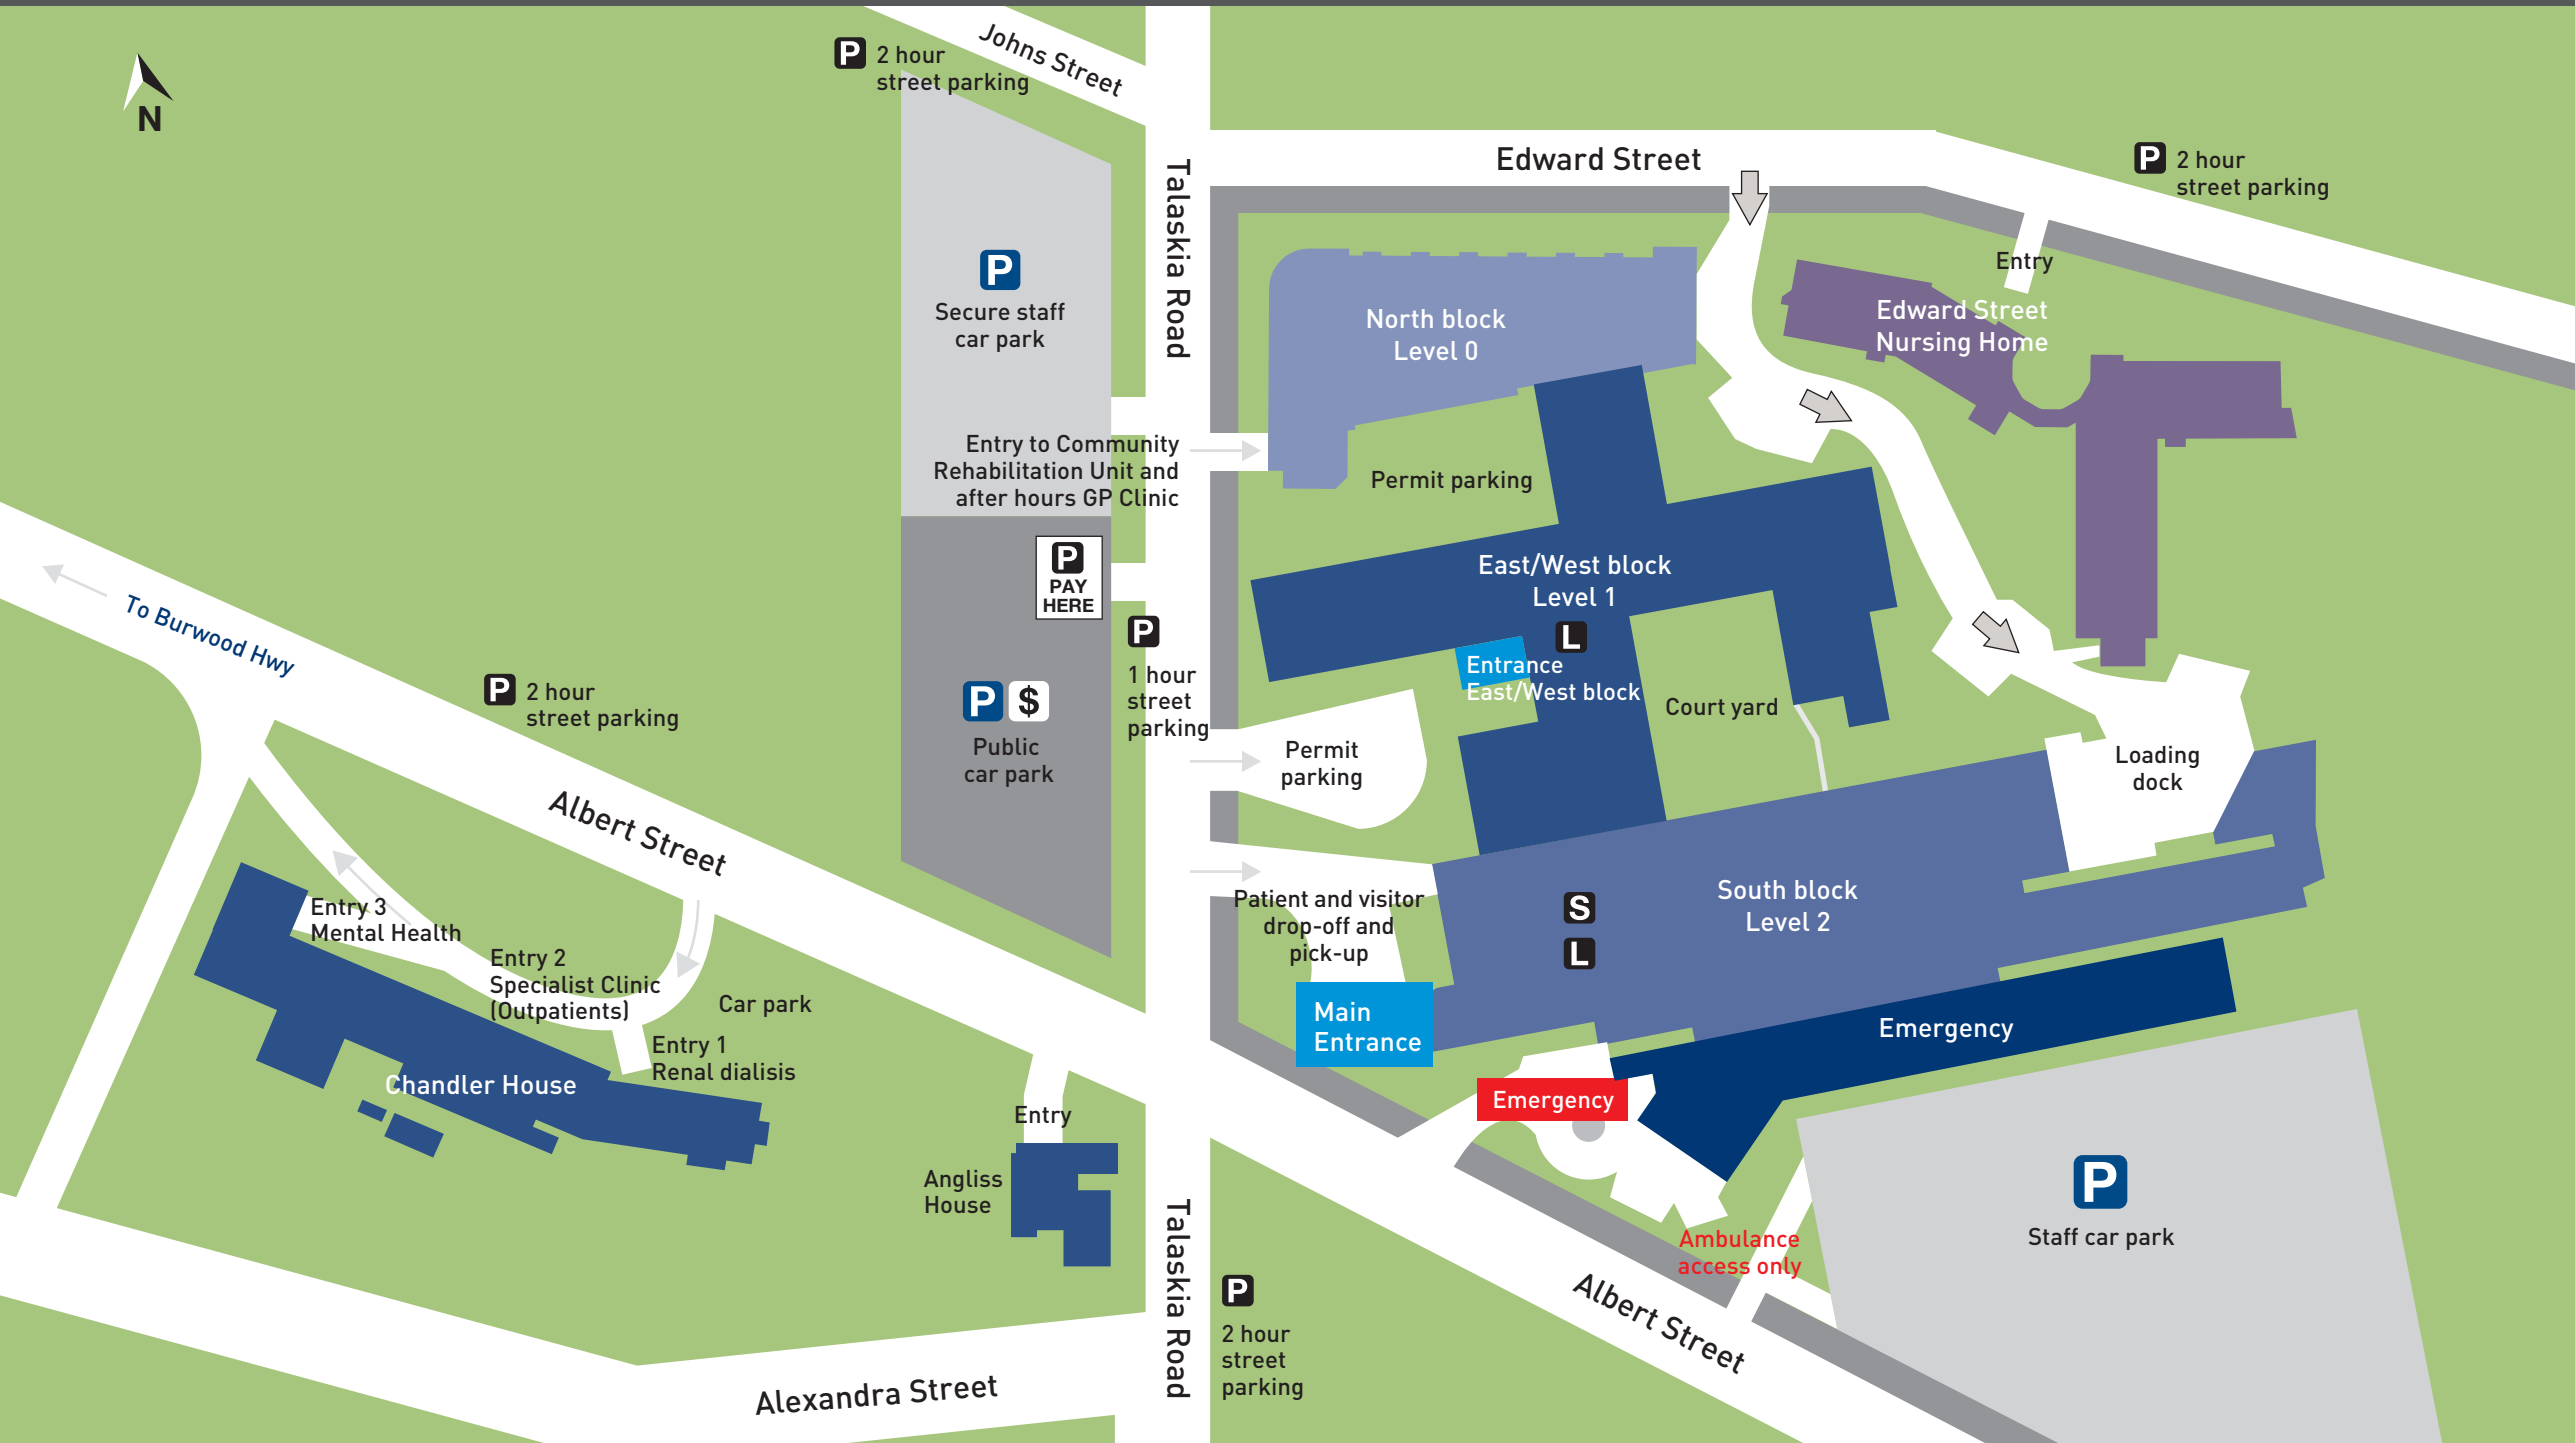 Johns Street
P 2 hour
street parking
N
Talaskia Road
Edward Street
P 2 hour
street parking
Entry
P
Secure staff
car park
North block
Level 0
Edward Street
Nursing Home
Entry to Community
Rehabilitation Unit and
after hours GP Clinic
Permit parking
P
PAY
HERE
East/West block
Level 1
L
To Burwood Hwy
P
1 hour
street
parking
Entrance
East/West block
P 2 hour
street parking
P $
Public
car park
Court yard
Permit
parking
Loading
dock
Albert Street
Patient and visitor
drop-off and
pick-up
S
L
South block
Level 2
Entry 3
Mental Health
Entry 2
Specialist Clinic
(Outpatients)
Car park
Main
Entrance
Emergency
Entry 1
Renal dialisis
Chandler House
Emergency
Entry
Angliss
House
P
Staff car park
Ambulance
access only
Talaskia Road
P
2 hour
street
parking
Albert Street
Alexandra Street